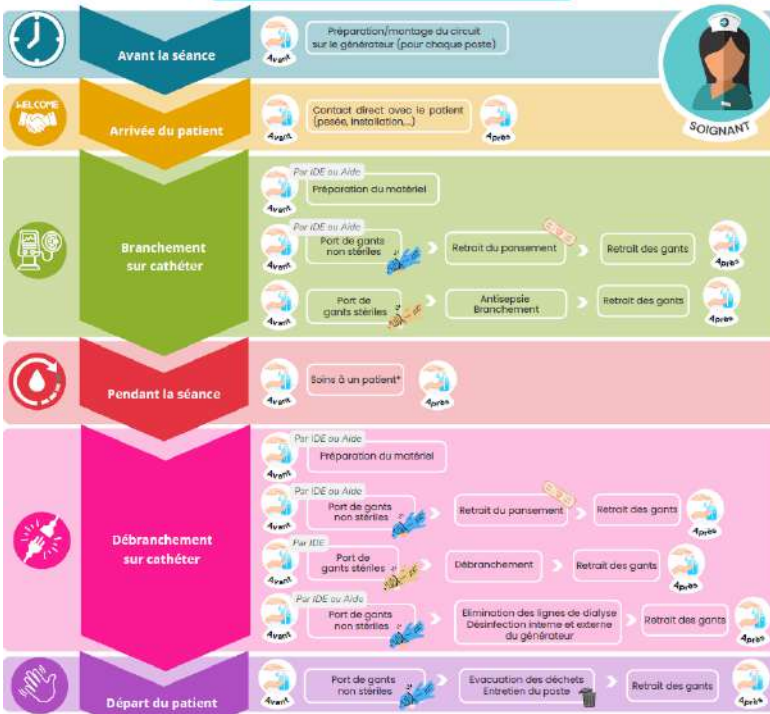 Avant la séance
Avant
Préparation/montage du circuit
sur le générateur (pour chaque poste)
SOIGNANT
WELCOME
Arrivée du patient
Avant
Contact direct avec le patient
(pesée, installation,...)
Après
Branchement
sur cathéter
Par IDE ou Aide
Avant
Préparation du matériel
Par IDE ou Aide
Avant
Port de gants
non stériles
Retrait du pansement
Retrait des gants
Après
Avant
Port de
gants stériles
Antisepsie
Branchement
Retrait des gants
Après
Pendant la séance
Avant
Soins à un patient*
Après
Débranchement
sur cathéter
Par IDE ou Aide
Avant
Préparation du matériel
Par IDE ou Aide
Avant
Port de gants
non stériles
Retrait du pansement
Retrait des gants
Après
Par IDE
Avant
Port de
gants stériles
Débranchement
Retrait des gants
Après
Par IDE ou Aide
Avant
Port de gants
non stériles
Elimination des lignes de dialyse
Désinfection interne et externe
du générateur
Retrait des gants
Après
Départ du patient
Avant
Port de gants
non stériles
Evacuation des déchets
Entretien du poste
Retrait des gants
Après